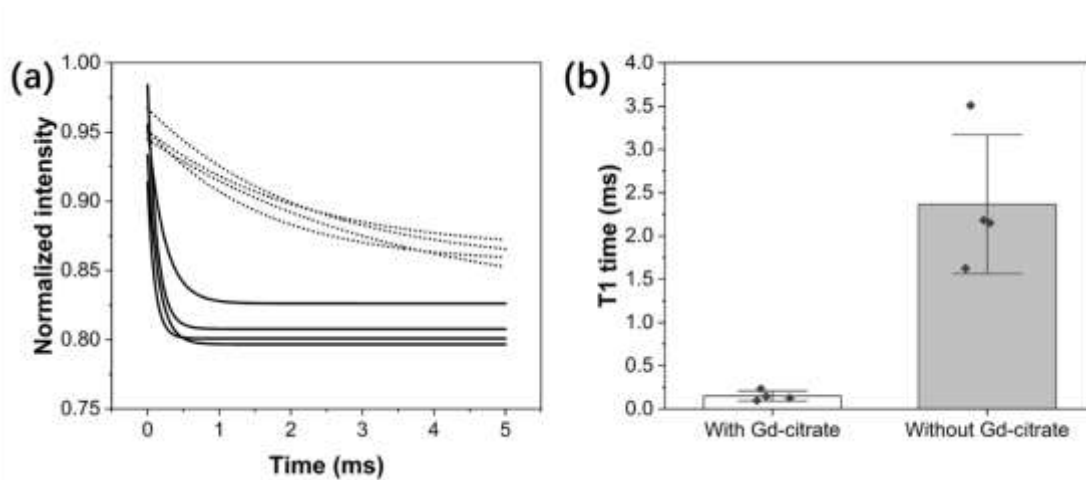 (a)
1.00
0.95
0.90
0.85
0.80
0.75
Normalized intensity
0 1 2 3 4 5
Time (ms)
(b)
4.0
3.5
3.0
2.5
2.0
1.5
1.0
0.5
0.0
T1 time (ms)
With Gd-citrate Without Gd-citrate